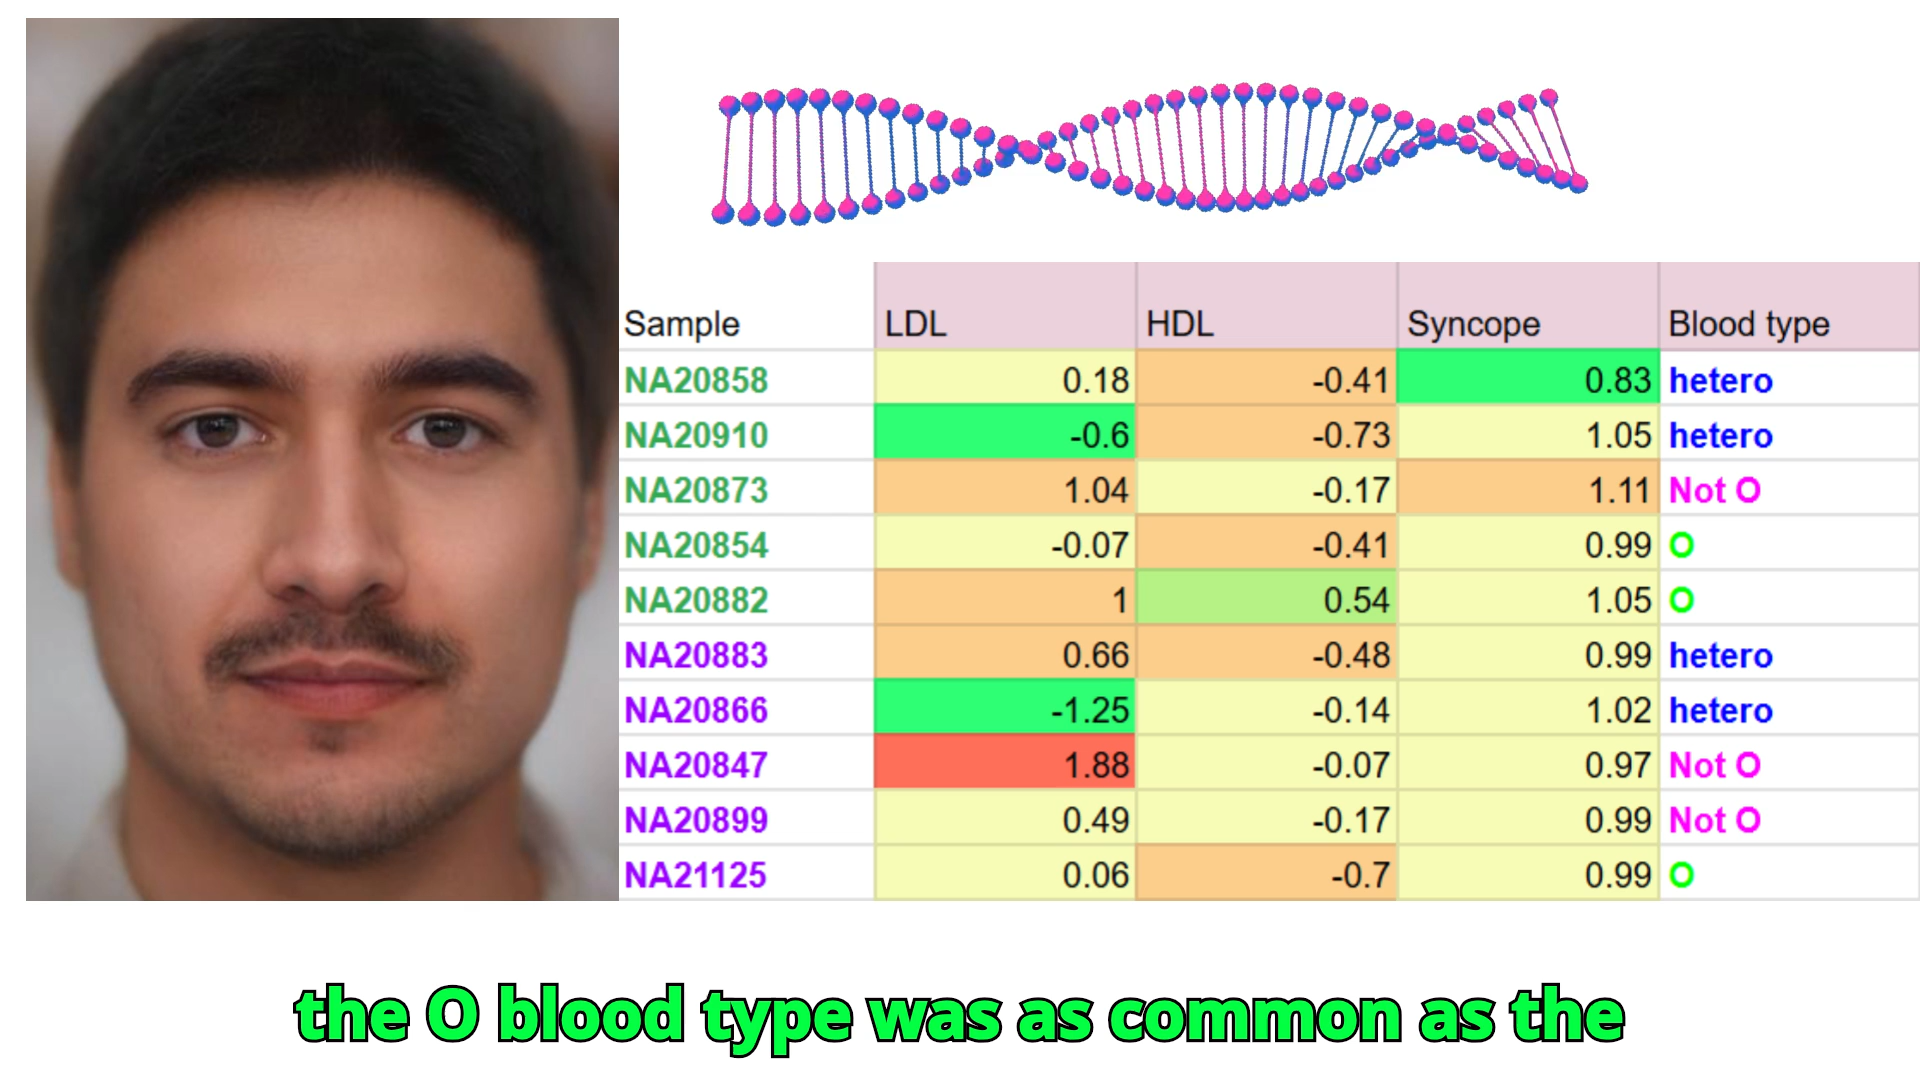 Sample LDL HDL Syncope Blood type
NA20858 0.18 -0.41 0.83 hetero
NA20910 -0.6 -0.73 1.05 hetero
NA20873 1.04 -0.17 1.11 Not O
NA20854 -0.07 -0.41 0.99 O
NA20882 1 0.54 1.05 O
NA20883 0.66 -0.48 0.99 hetero
NA20866 -1.25 -0.14 1.02 hetero
NA20847 1.88 -0.07 0.97 Not O
NA20899 0.49 -0.17 0.99 Not O
NA21125 0.06 -0.7 0.99 O
the O blood type was as common as the